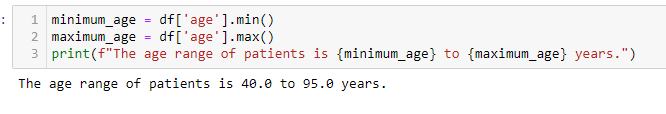 :
1 minimum_age = df['age'].min()
2 maximum_age = df['age'].max()
3 print(f"The age range of patients is {minimum_age} to {maximum_age} years.")
The age range of patients is 40.0 to 95.0 years.